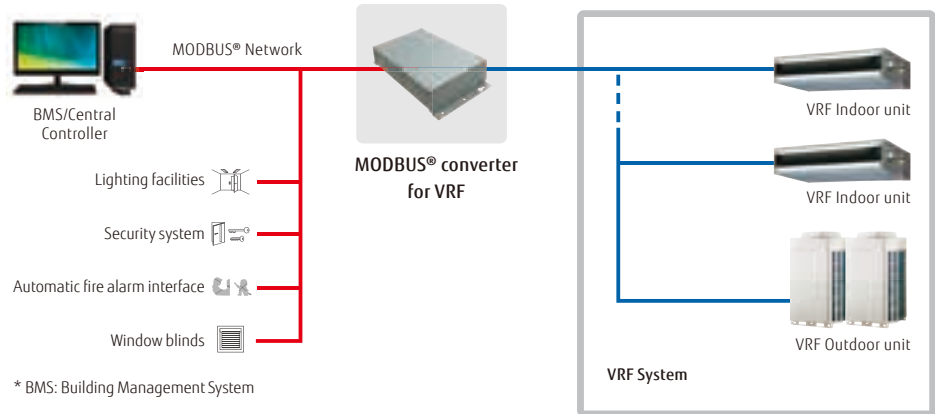 MODBUS® Network
BMS/Central
Controller
MODBUS® converter
for VRF
Lighting facilities
Security system
Automatic fire alarm interface
Window blinds
* BMS: Building Management System
VRF Indoor unit
VRF Indoor unit
VRF Outdoor unit
VRF System